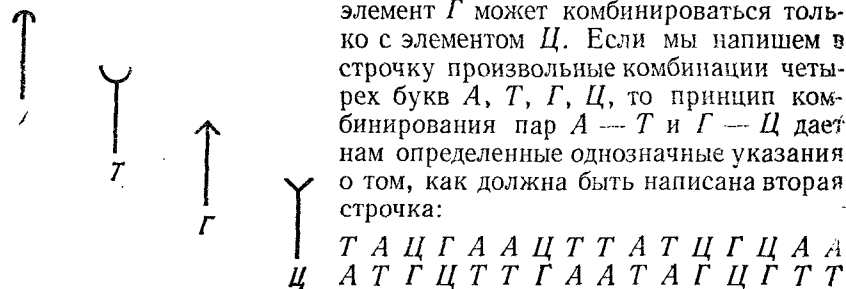 Т
Г
Ц
элемент Г может комбинироваться толь-
ко с элементом Ц. Если мы напишем в
строчку произвольные комбинации четы-
рех букв А, Т, Г, Ц, то принцип ком-
бинирования пар А — Т и Г — Ц дает
нам определенные однозначные указания
о том, как должна быть написана вторая
строчка:
Т А Ц Г А А Ц Т Т А Т Ц Г Ц А А
А Т Г Ц Т Т Г А А Т А Г Ц Г Т Т